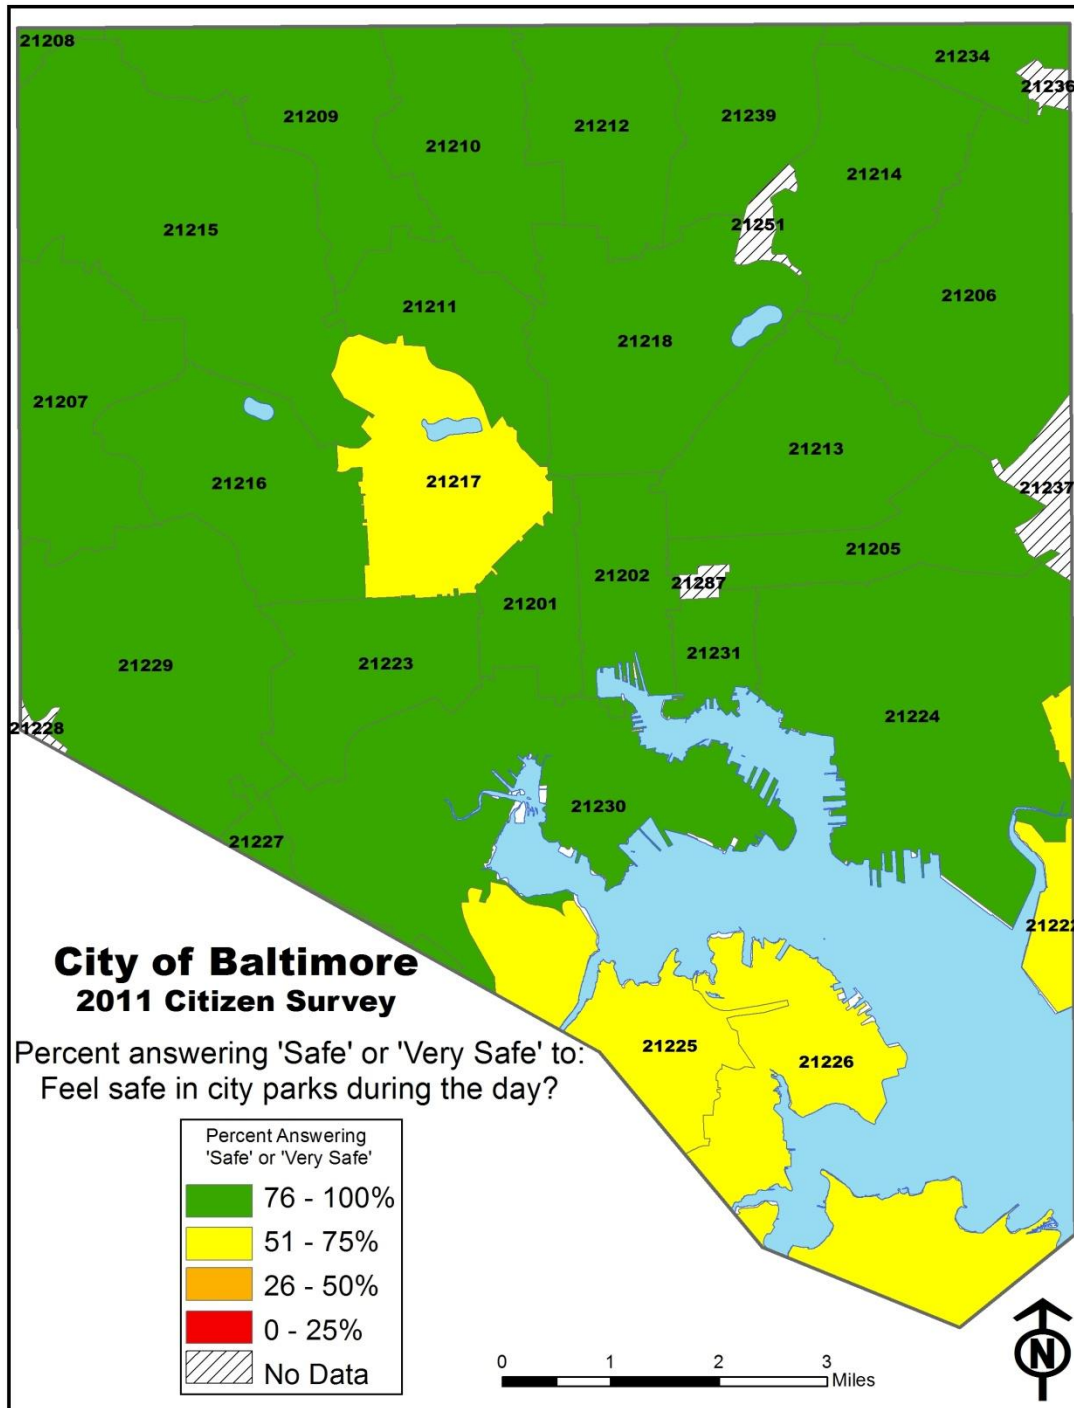 21208
21234
21236
21209
21212
21239
21210
21214
21251
21215
21206
21211
21218
21207
21213
21217
21216
21237
21205
21202
21287
21201
21231
21223
21229
21224
21228
21230
21227
21222
City of Baltimore
2011 Citizen Survey
21225
21226
Percent answering 'Safe' or 'Very Safe' to:
Feel safe in city parks during the day?
Percent Answering
'Safe' or 'Very Safe'
76 - 100%
51 - 75%
26 - 50%
0 - 25%
No Data
0 1 2 3
Miles
N